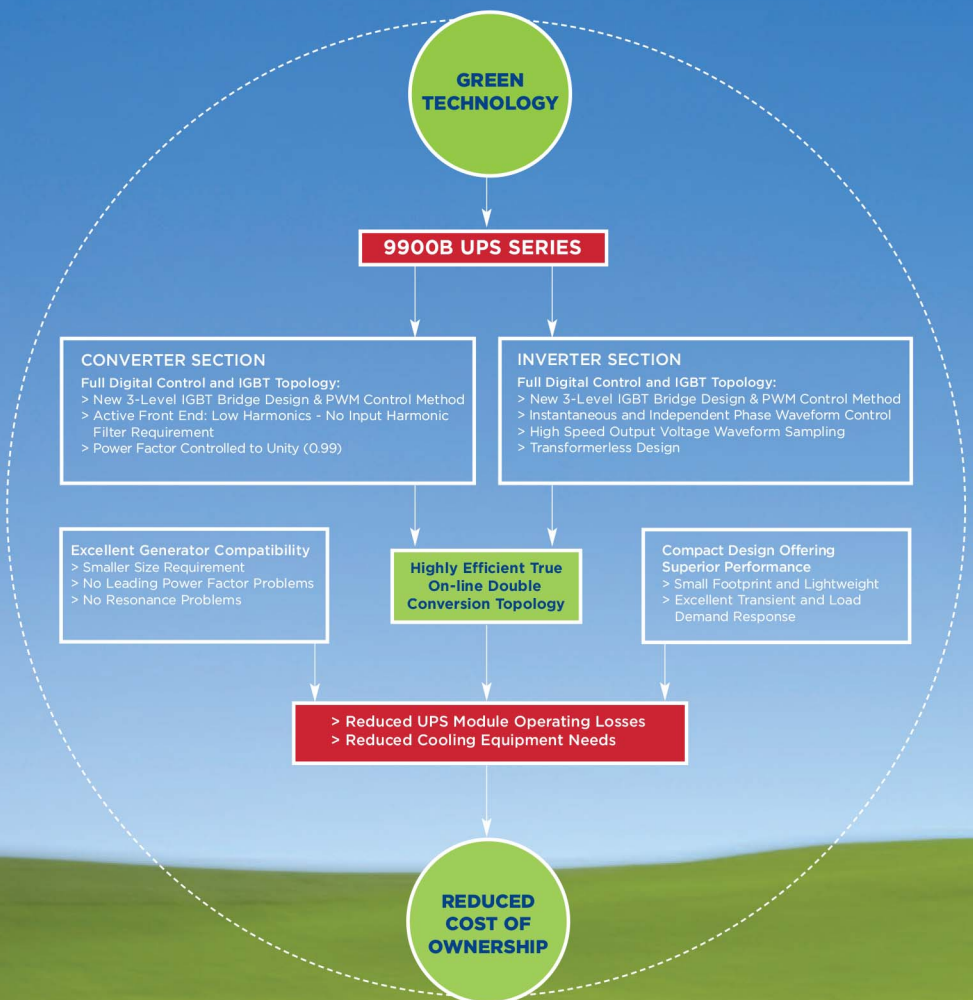 GREEN
TECHNOLOGY
9900B UPS SERIES
CONVERTER SECTION
Full Digital Control and IGBT Topology:
> New 3-Level IGBT Bridge Design & PWM Control Method
> Active Front End: Low Harmonics - No Input Harmonic
Filter Requirement
> Power Factor Controlled to Unity (0.99)
INVERTER SECTION
Full Digital Control and IGBT Topology:
> New 3-Level IGBT Bridge Design & PWM Control Method
> Instantaneous and Independent Phase Waveform Control
> High Speed Output Voltage Waveform Sampling
> Transformerless Design
Excellent Generator Compatibility
> Smaller Size Requirement
> No Leading Power Factor Problems
> No Resonance Problems
Highly Efficient True
On-line Double
Conversion Topology
Compact Design Offering
Superior Performance
> Small Footprint and Lightweight
> Excellent Transient and Load
Demand Response
> Reduced UPS Module Operating Losses
> Reduced Cooling Equipment Needs
REDUCED
COST OF
OWNERSHIP